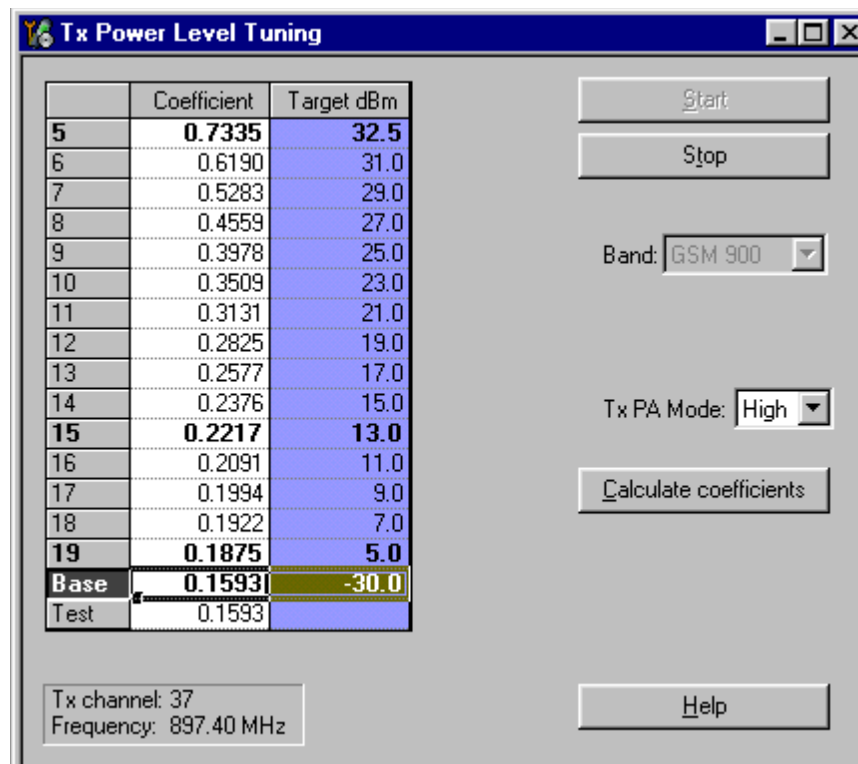 Tx Power Level Tuning
Coefficient Target dBm
5 0.7335 32.5
6 0.6190 31.0
7 0.5283 29.0
8 0.4559 27.0
9 0.3978 25.0
10 0.3509 23.0
11 0.3131 21.0
12 0.2825 19.0
13 0.2577 17.0
14 0.2376 15.0
15 0.2217 13.0
16 0.2091 11.0
17 0.1994 9.0
18 0.1922 7.0
19 0.1875 5.0
Base 0.1593 -30.0
Test 0.1593
Start
Stop
Band: GSM 900
Tx PA Mode: High
Calculate coefficients
Tx channel: 37
Frequency: 897.40 MHz
Help